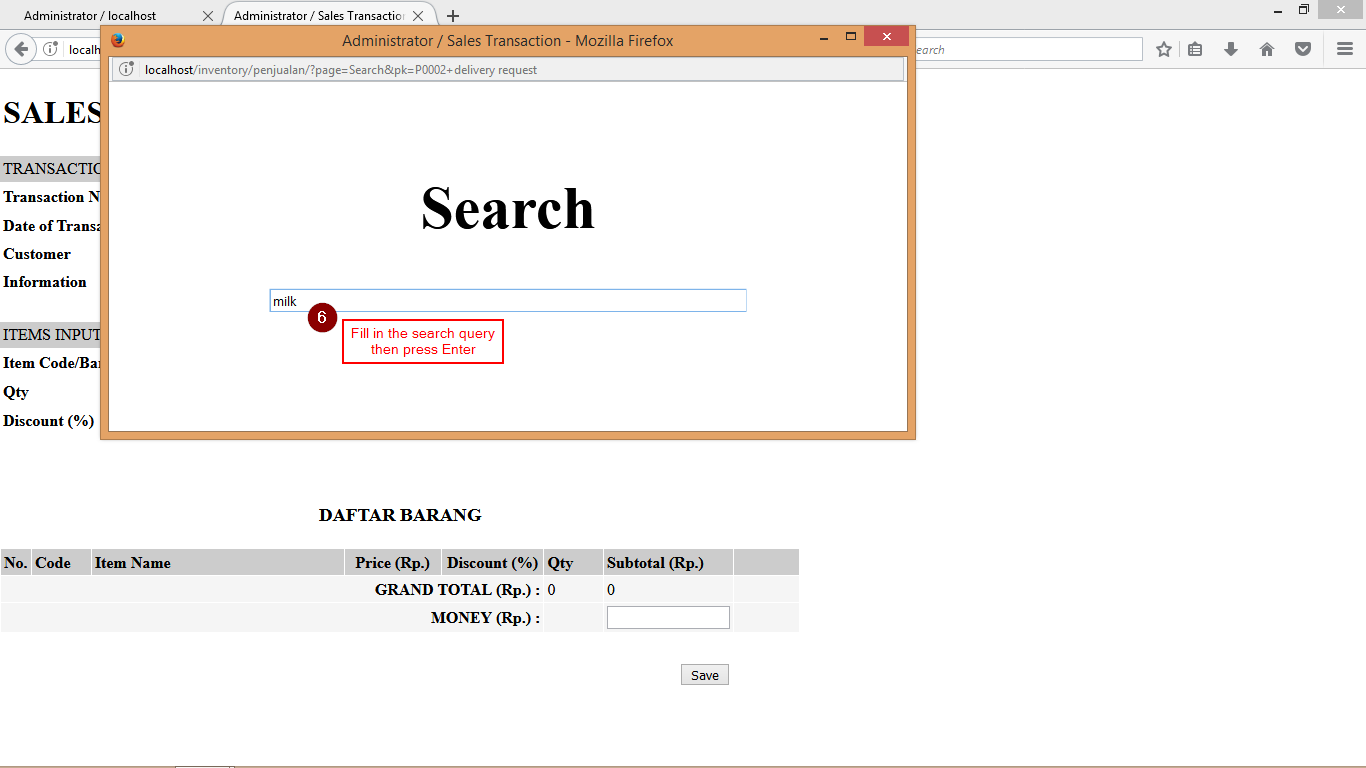 Administrator / localhost
Administrator / Sales Transaction
Administrator / Sales Transaction - Mozilla Firefox
localhost/inventory/penjualan/?page=Search&pk=P0002+delivery request
earch
SALES
TRANSACTIO
Transaction N
Date of Transa
Customer
Information
Search
milk
6
Fill in the search query
then press Enter
ITEMS INPUT
Item Code/Ba
Qty
Discount (%)
DAFTAR BARANG
No. Code Item Name Price (Rp.) Discount (%) Qty Subtotal (Rp.)
GRAND TOTAL (Rp.) : 0 0
MONEY (Rp.) :
Save